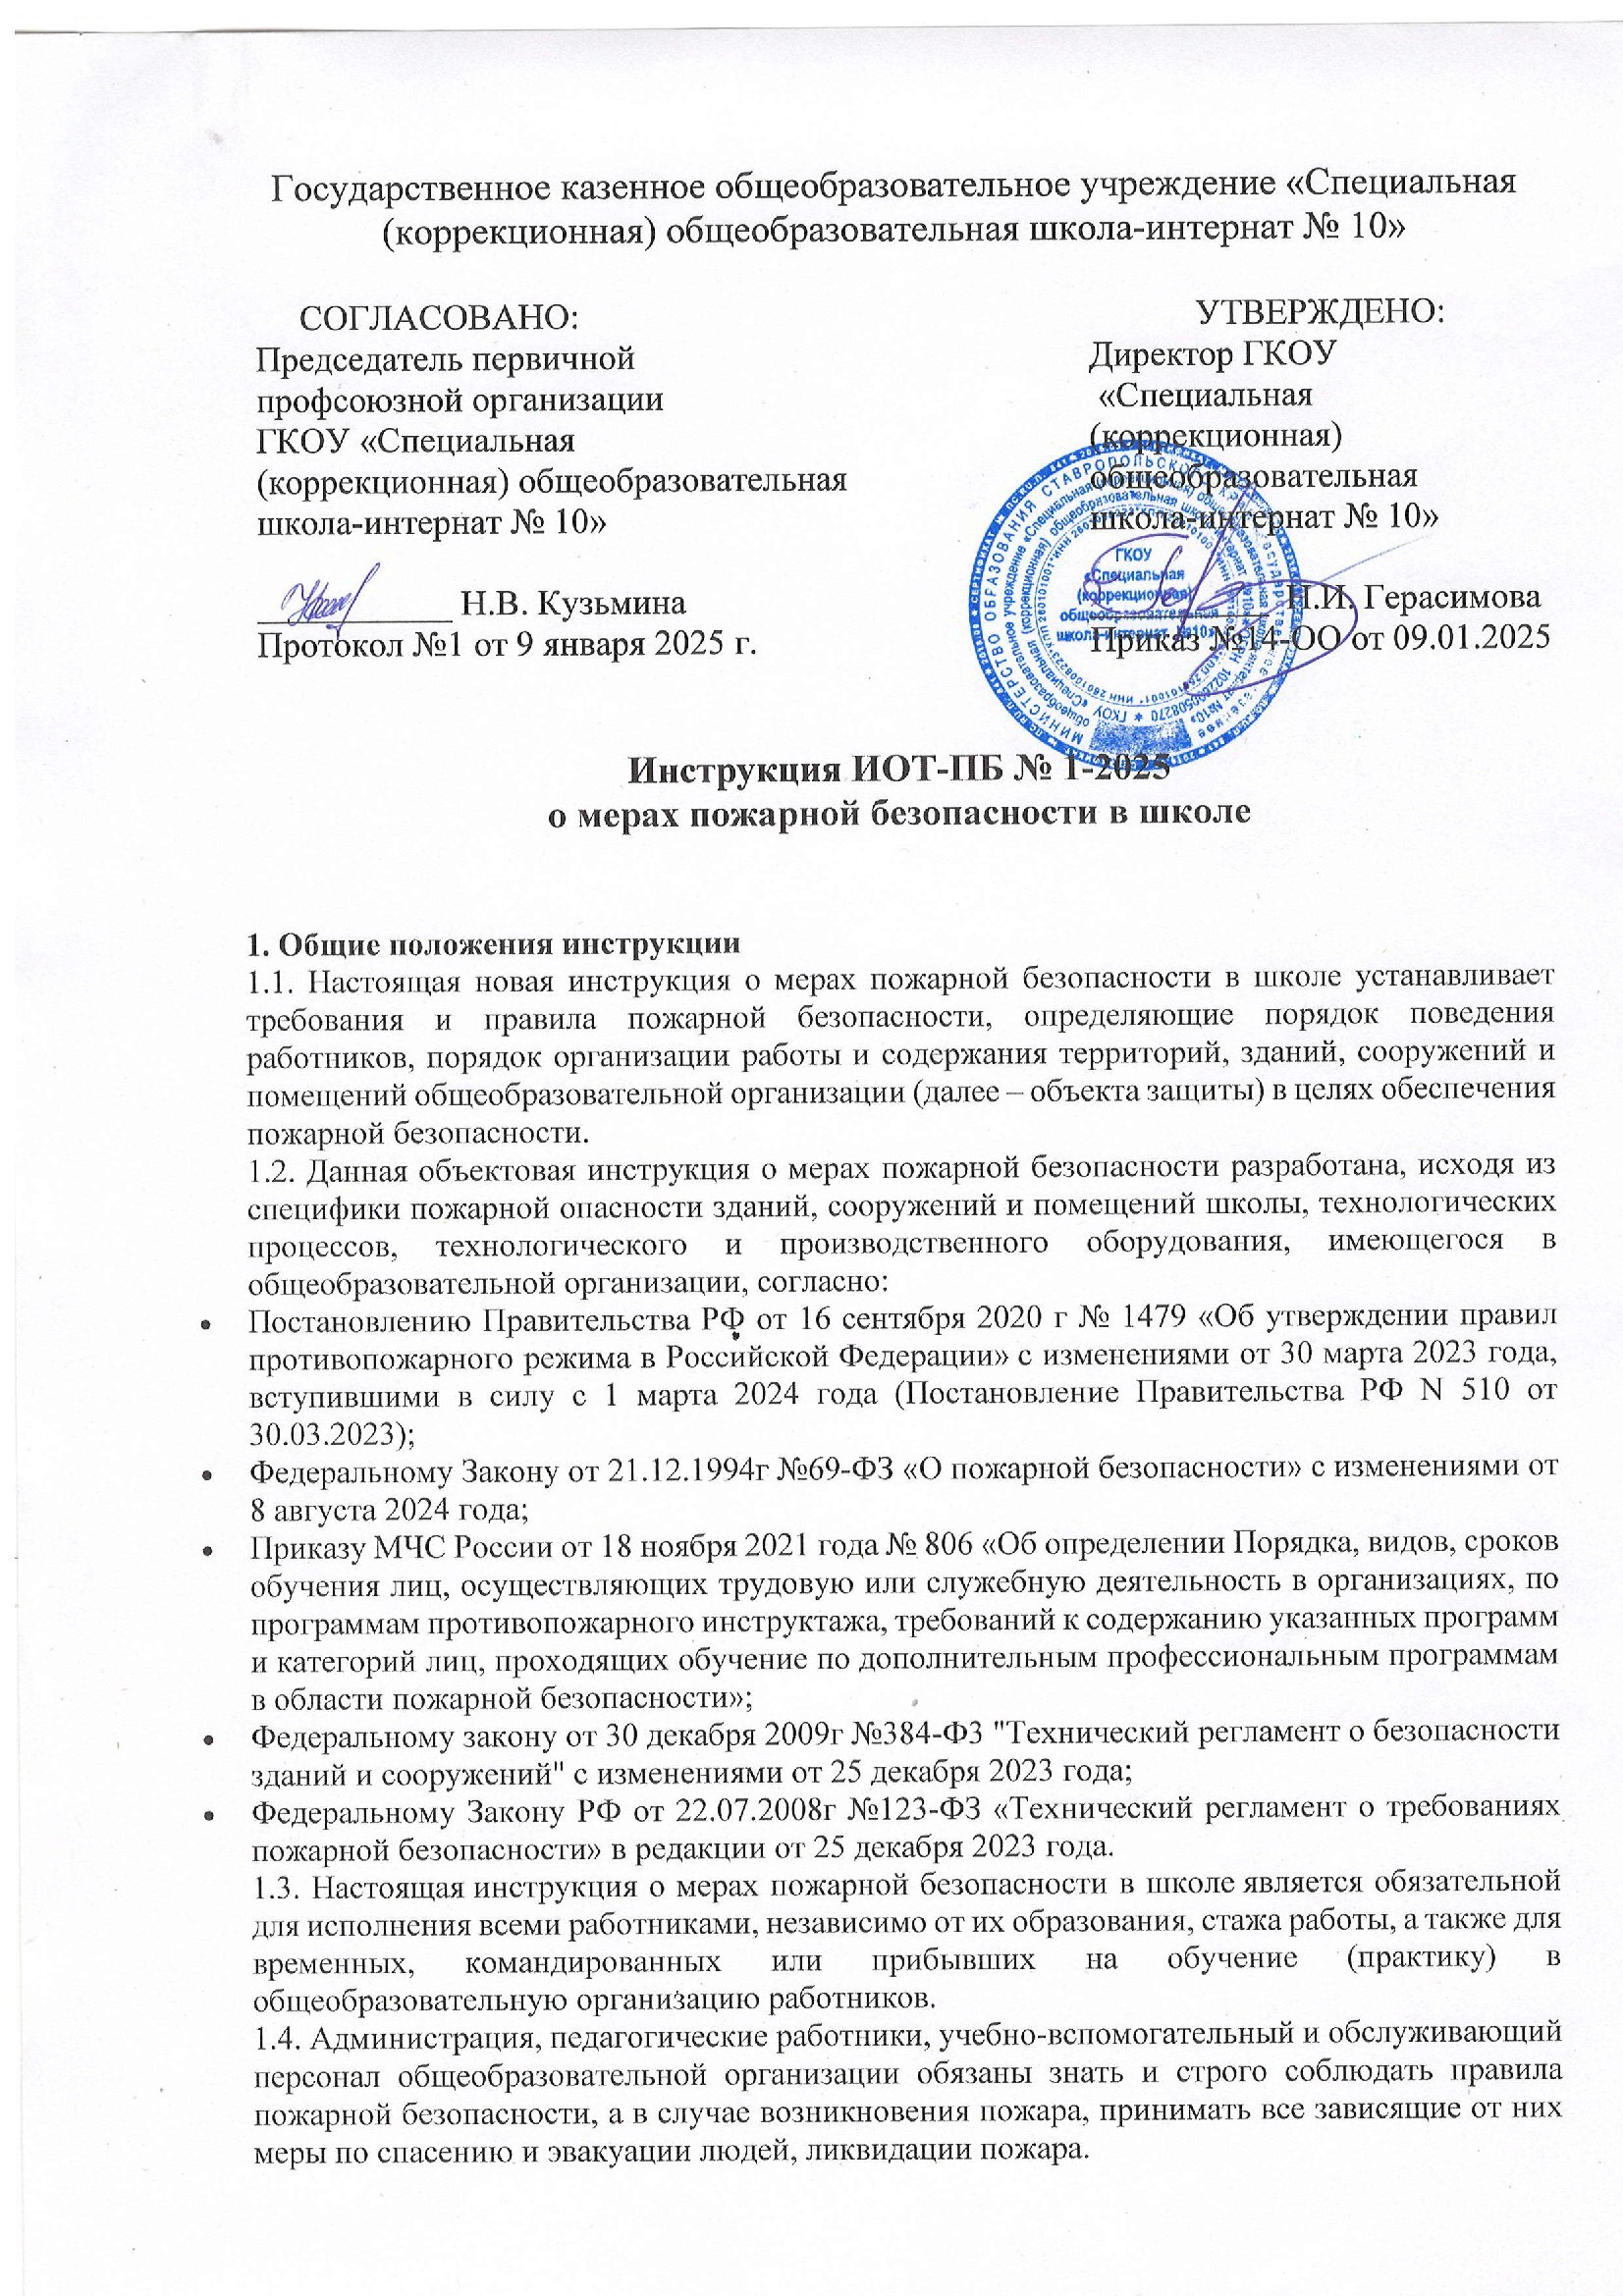 Государственное казенное общеобразовательное учреждение «Специальная
(коррекционная) общеобразовательная школа-интернат № 10»
СОГЛАСОВАНО:
Председатель первичной
профсоюзной организации
ГКОУ «Специальная
(коррекционная) общеобразовательная
школа-интернат № 10»
Н.В. Кузьмина
Протокол №1 от 9 января 2025 г.
УТВЕРЖДЕНО:
Директор ГКОУ
«Специальная
(коррекционная)
общеобразовательная
школа-интернат № 10»
Н.И. Герасимова
Приказ №14-ОО от 09.01.2025
МИНИСТЕРСТВО ОБРАЗОВАНИЯ СТАВРОПОЛЬСКОГО
ГКОУ
«Специальная
(коррекционная)
общеобразовательная
школа-интернат №10»
Инструкция ИОТ-ПБ № 1-2025
о мерах пожарной безопасности в школе
1. Общие положения инструкции
1.1. Настоящая новая инструкция о мерах пожарной безопасности в школе устанавливает
требования и правила пожарной безопасности, определяющие порядок поведения
работников, порядок организации работы и содержания территорий, зданий, сооружений и
помещений общеобразовательной организации (далее – объекта защиты) в целях обеспечения
пожарной безопасности.
1.2. Данная объектовая инструкция о мерах пожарной безопасности разработана, исходя из
специфики пожарной опасности зданий, сооружений и помещений школы, технологических
процессов, технологического и производственного оборудования, имеющегося в
общеобразовательной организации, согласно:
• Постановлению Правительства РФ от 16 сентября 2020 г № 1479 «Об утверждении правил
противопожарного режима в Российской Федерации» с изменениями от 30 марта 2023 года,
вступившими в силу с 1 марта 2024 года (Постановление Правительства РФ N 510 от
30.03.2023);
• Федеральному Закону от 21.12.1994г №69-ФЗ «О пожарной безопасности» с изменениями от
8 августа 2024 года;
• Приказу МЧС России от 18 ноября 2021 года № 806 «Об определении Порядка, видов, сроков
обучения лиц, осуществляющих трудовую или служебную деятельность в организациях, по
программам противопожарного инструктажа, требований к содержанию указанных программ
и категорий лиц, проходящих обучение по дополнительным профессиональным программам
в области пожарной безопасности»;
• Федеральному закону от 30 декабря 2009г №384-ФЗ "Технический регламент о безопасности
зданий и сооружений" с изменениями от 25 декабря 2023 года;
• Федеральному Закону РФ от 22.07.2008г №123-ФЗ «Технический регламент о требованиях
пожарной безопасности» в редакции от 25 декабря 2023 года.
1.3. Настоящая инструкция о мерах пожарной безопасности в школе является обязательной
для исполнения всеми работниками, независимо от их образования, стажа работы, а также для
временных, командированных или прибывших на обучение (практику) в
общеобразовательную организацию работников.
1.4. Администрация, педагогические работники, учебно-вспомогательный и обслуживающий
персонал общеобразовательной организации обязаны знать и строго соблюдать правила
пожарной безопасности, а в случае возникновения пожара, принимать все зависящие от них
меры по спасению и эвакуации людей, ликвидации пожара.